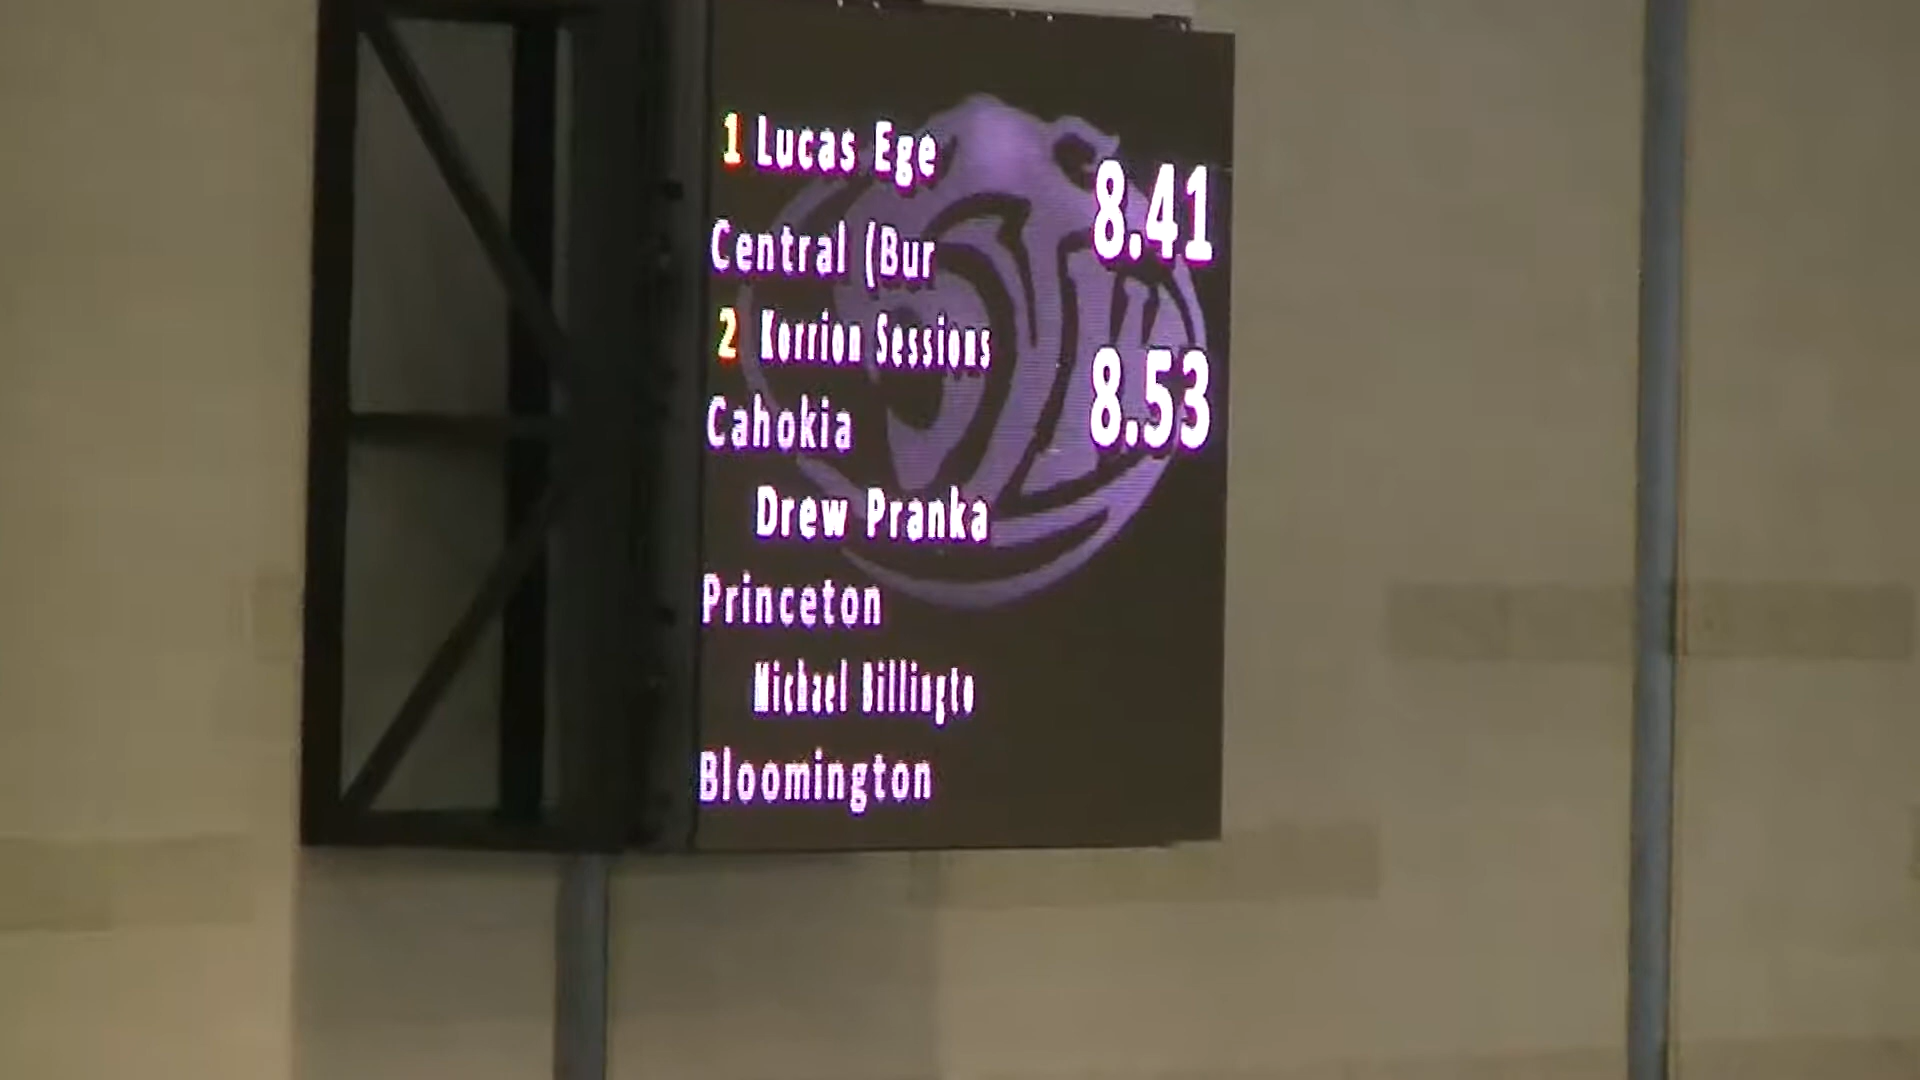 1 Lucas Ege
8.41
Central (Bur
2 Korrion Sessions
8.53
Cahokia
Drew Pranka
Princeton
Michael Billingto
Bloomington